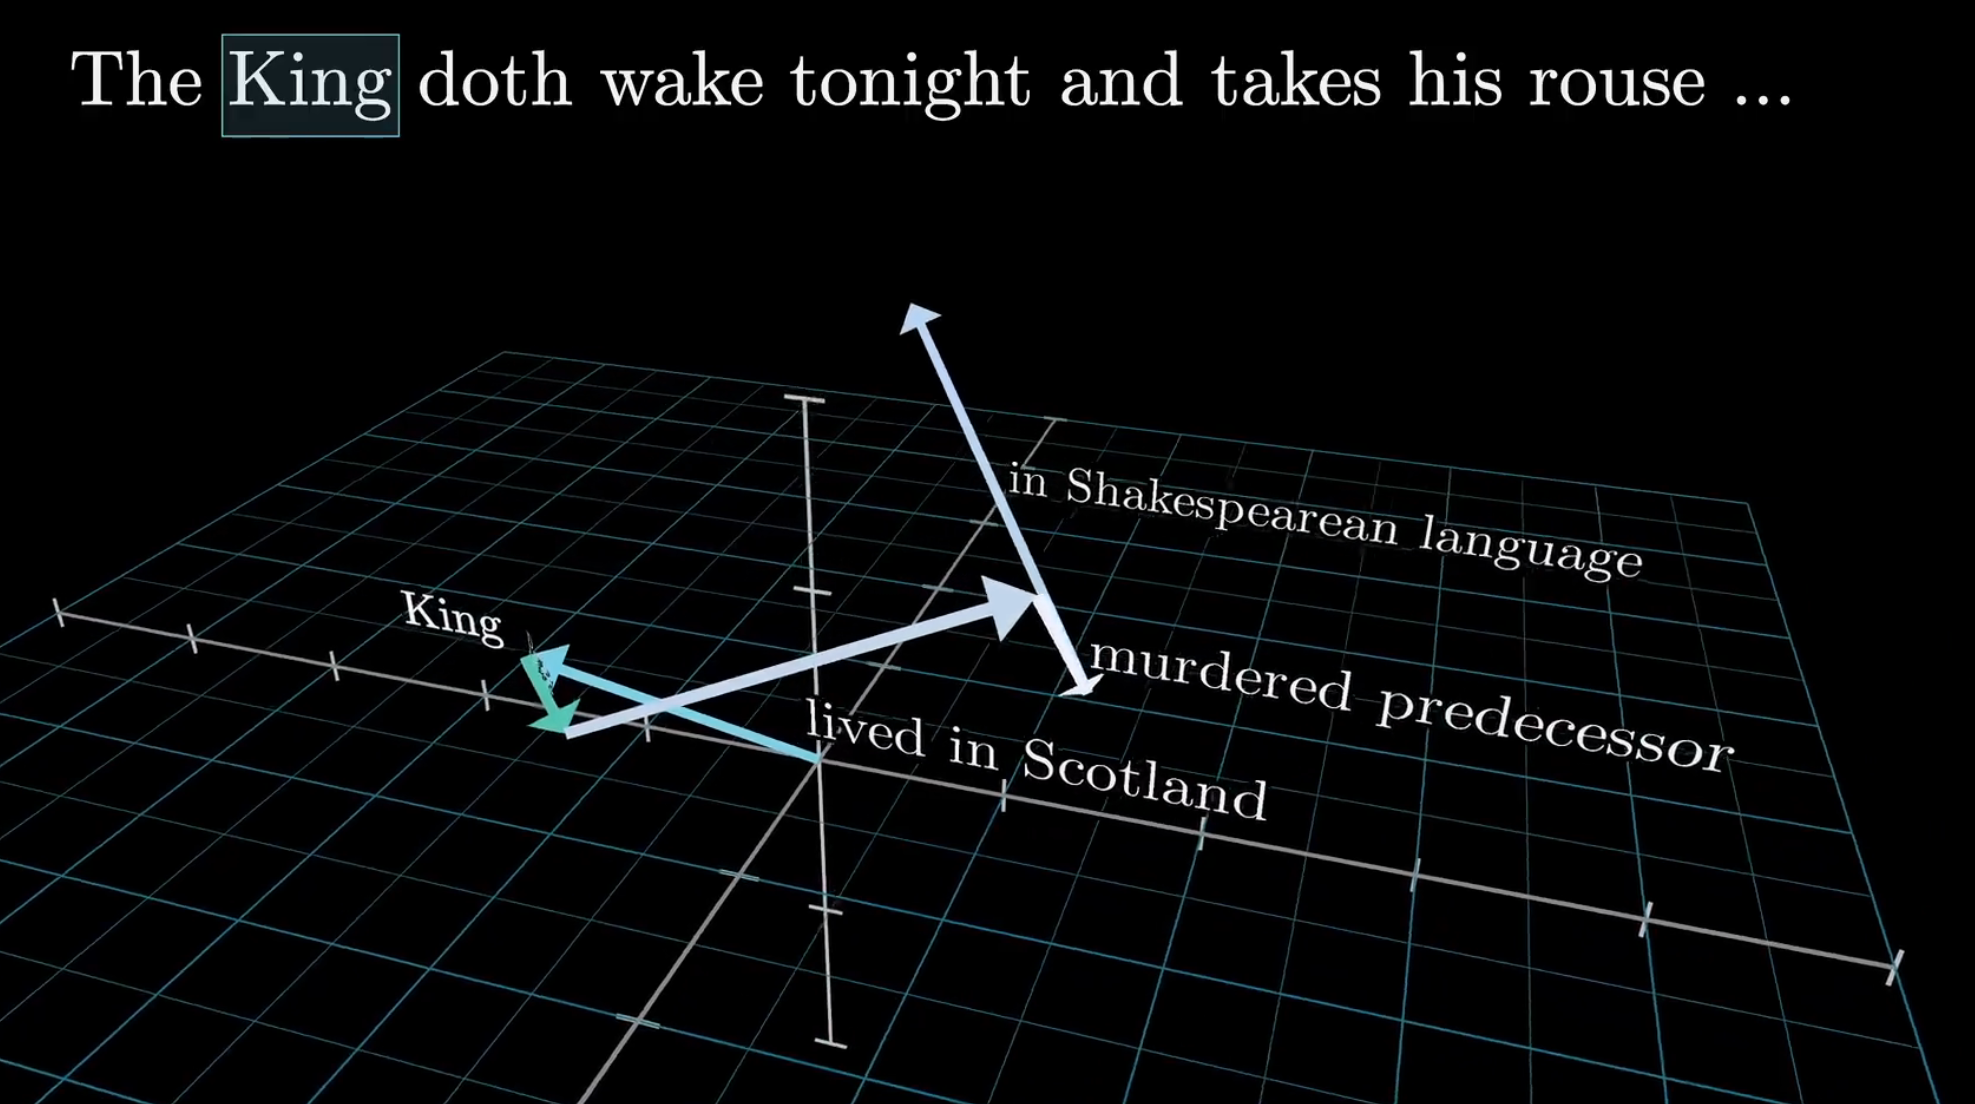 The King doth wake tonight and takes his rouse ...
in Shakespearean language
King
murdered predecessor
lived in Scotland